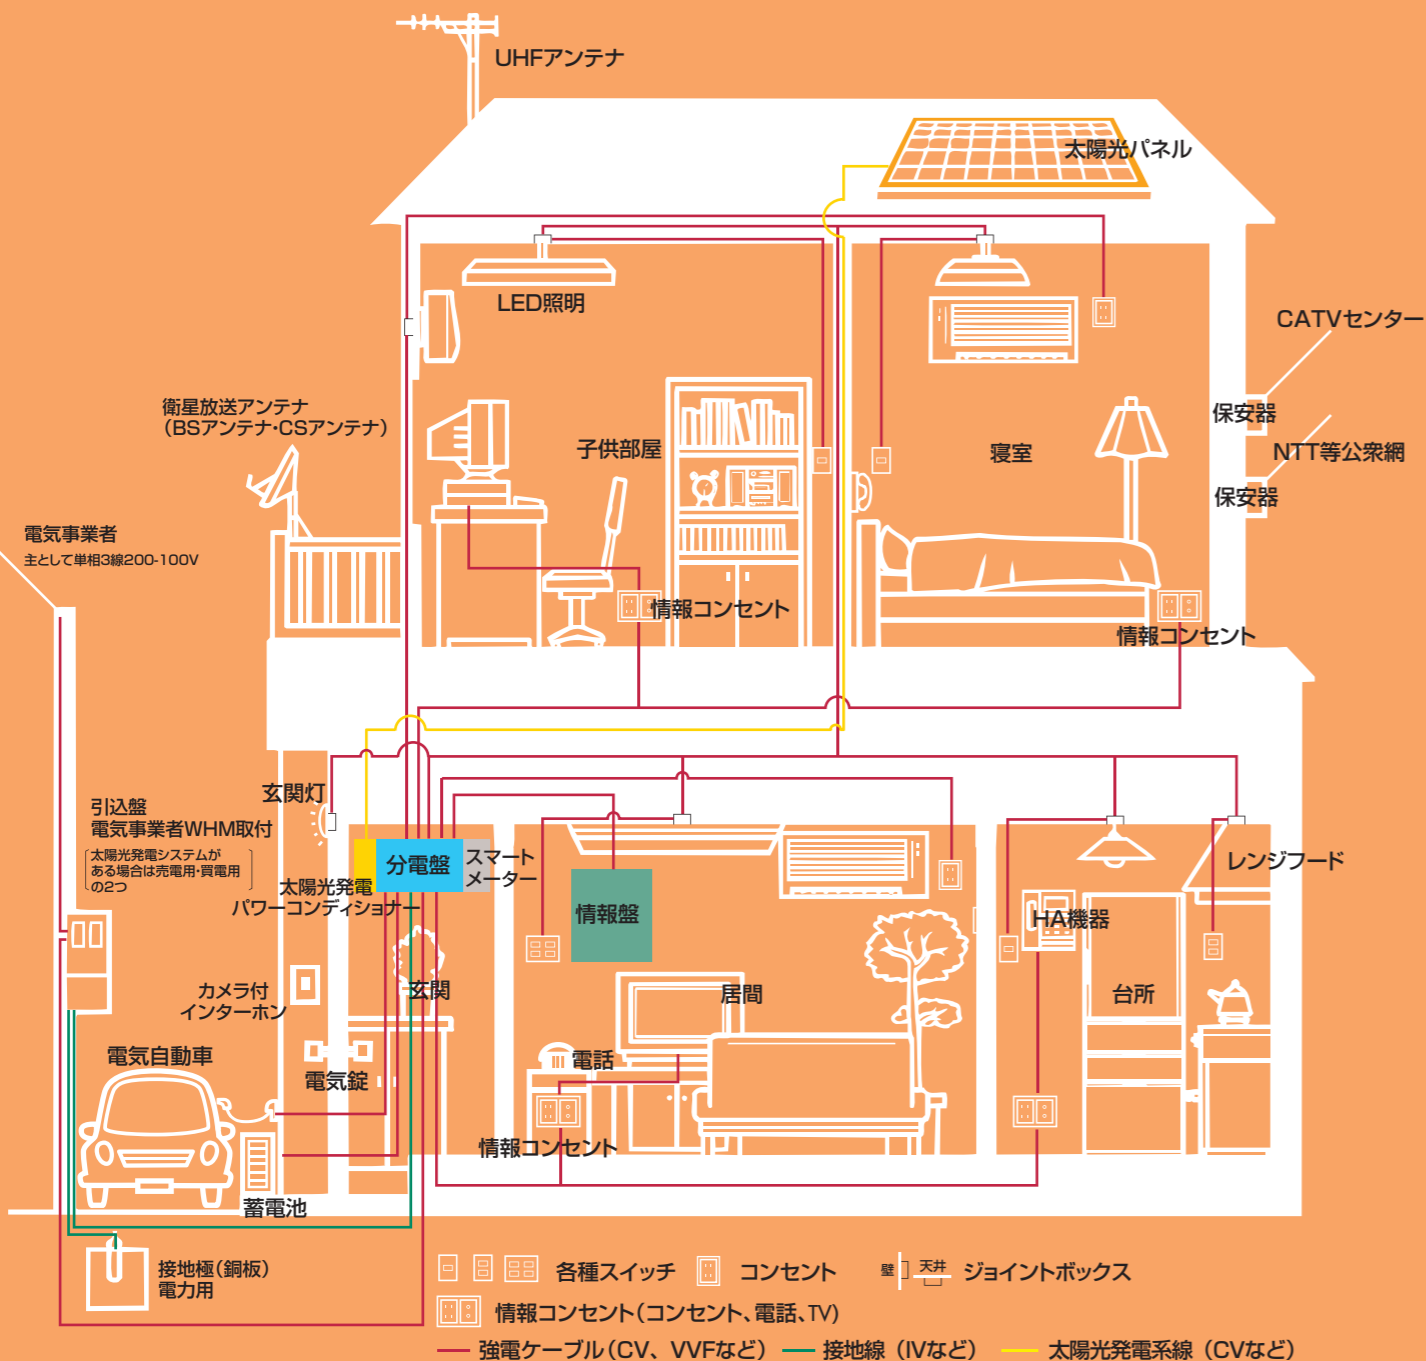 UHFアンテナ
太陽光パネル
LED照明
CATVセンター
衛星放送アンテナ
（BSアンテナ・CSアンテナ）
子供部屋
寝室
保安器
NTT等公衆網
保安器
電気事業者
主として単相3線200-100V
情報コンセント
情報コンセント
玄関灯
引込盤
電気事業者WHM取付
太陽光発電システムが
ある場合は売電用・買電用
の2つ
分電盤
スマート
メーター
太陽光発電
パワーコンディショナー
情報盤
レンジフード
HA機器
カメラ付
インターホン
玄関
居間
台所
電気自動車
電気錠
電話
情報コンセント
蓄電池
接地極（銅板）
電力用
各種スイッチ
コンセント
壁
天井
ジョイントボックス
情報コンセント（コンセント、電話、TV）
強電ケーブル（CV、VVFなど）
接地線（IVなど）
太陽光発電系線（CVなど）